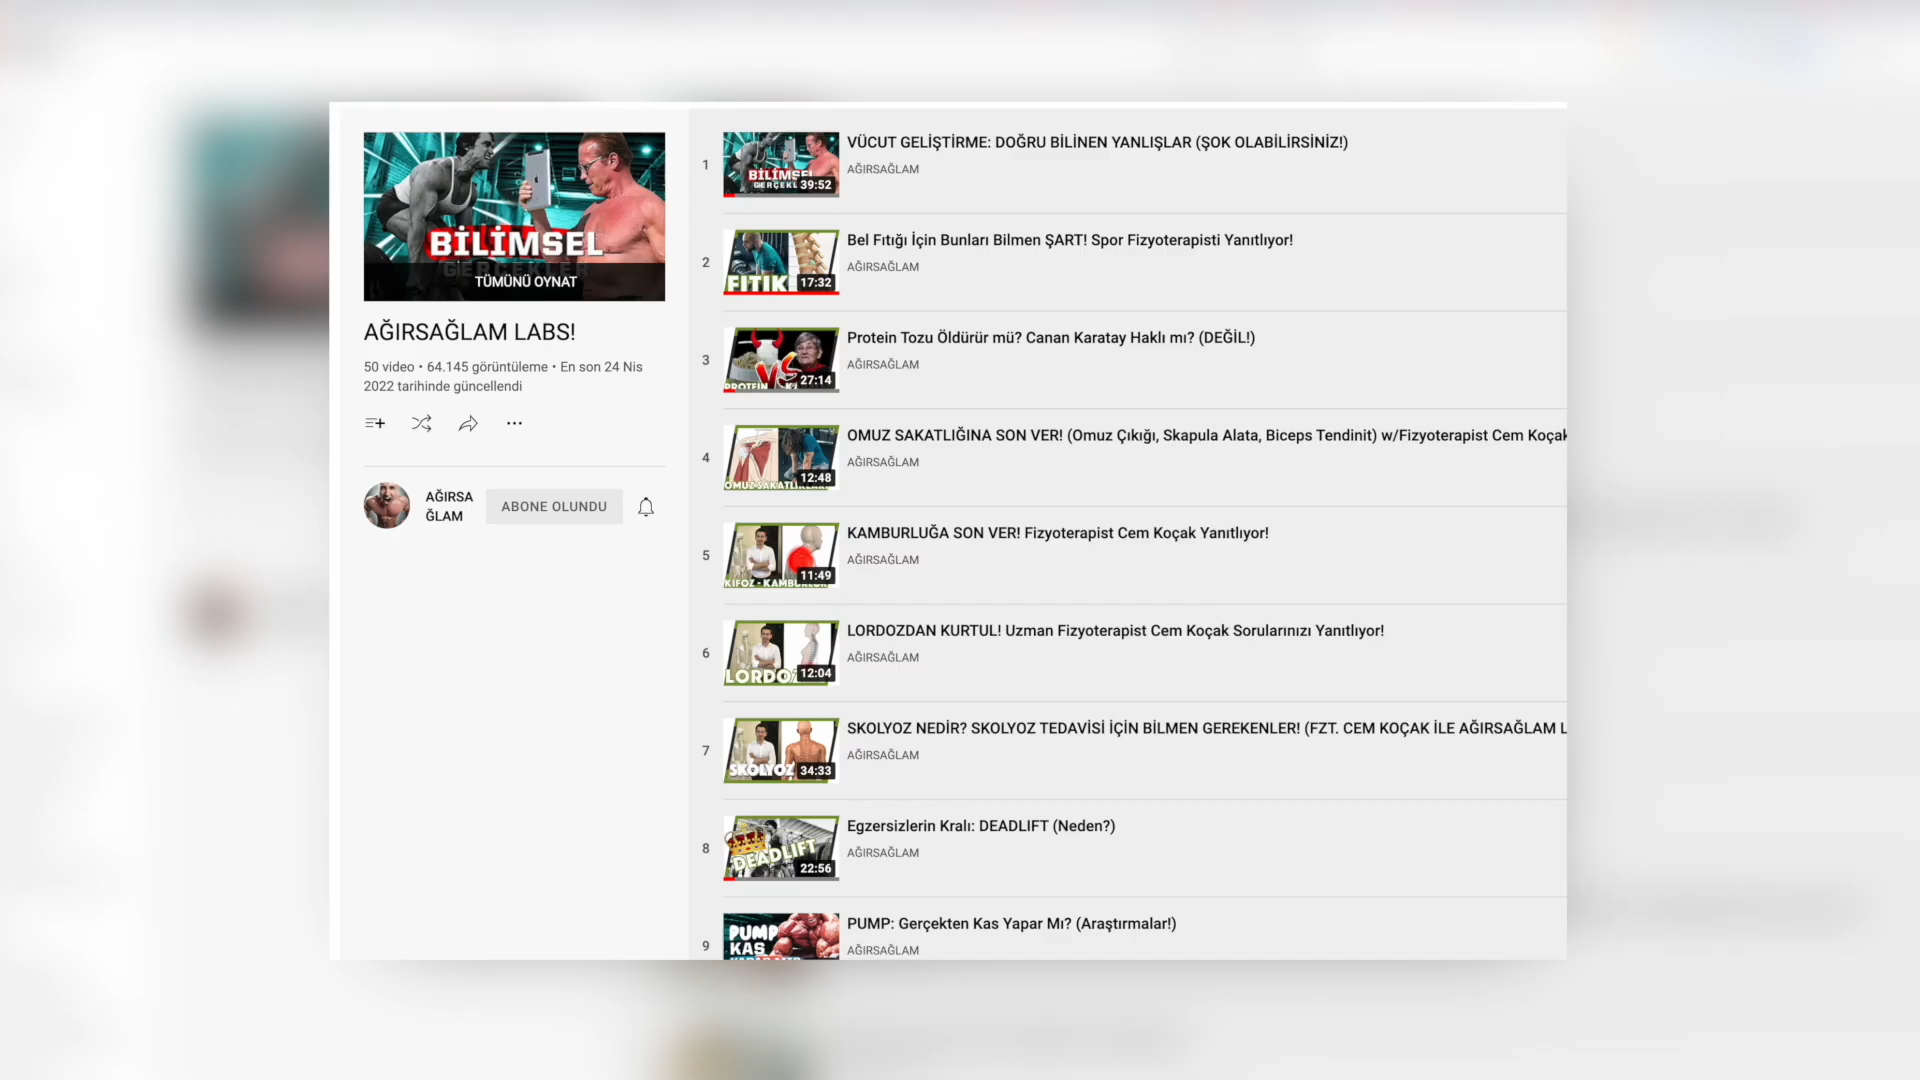 BİLİMSEL
GERÇEKLER
TÜMÜNÜ OYNAT
AĞIRSAĞLAM LABS!
50 video • 64.145 görüntüleme • En son 24 Nis
2022 tarihinde güncellendi
AĞIRSA
ĞLAM
ABONE OLUNDU
1
BİLİMSEL
39:52
VÜCUT GELİŞTİRME: DOĞRU BİLİNEN YANLIŞLAR (ŞOK OLABİLİRSİNİZ!)
AĞIRSAĞLAM
2
FITIK
17:32
Bel Fıtığı İçin Bunları Bilmen ŞART! Spor Fizyoterapisti Yanıtlıyor!
AĞIRSAĞLAM
3
PROTEIN
VS
27:14
Protein Tozu Öldürür mü? Canan Karatay Haklı mı? (DEĞİL!)
AĞIRSAĞLAM
4
OMUZ SAKATLIKLARI
12:48
OMUZ SAKATLIĞINA SON VER! (Omuz Çıkığı, Skapula Alata, Biceps Tendinit) w/Fizyoterapist Cem Koçak
AĞIRSAĞLAM
5
KİFOZ - KAMBURLUK
11:49
KAMBURLUĞA SON VER! Fizyoterapist Cem Koçak Yanıtlıyor!
AĞIRSAĞLAM
6
LORDOZ
12:04
LORDOZDAN KURTUL! Uzman Fizyoterapist Cem Koçak Sorularınızı Yanıtlıyor!
AĞIRSAĞLAM
7
SKOLYOZ
34:33
SKOLYOZ NEDİR? SKOLYOZ TEDAVİSİ İÇİN BİLMEN GEREKENLER! (FZT. CEM KOÇAK İLE AĞIRSAĞLAM L
AĞIRSAĞLAM
8
DEADLIFT
22:56
Egzersizlerin Kralı: DEADLIFT (Neden?)
AĞIRSAĞLAM
9
PUMP
KAS
PUMP: Gerçekten Kas Yapar Mı? (Araştırmalar!)
AĞIRSAĞLAM